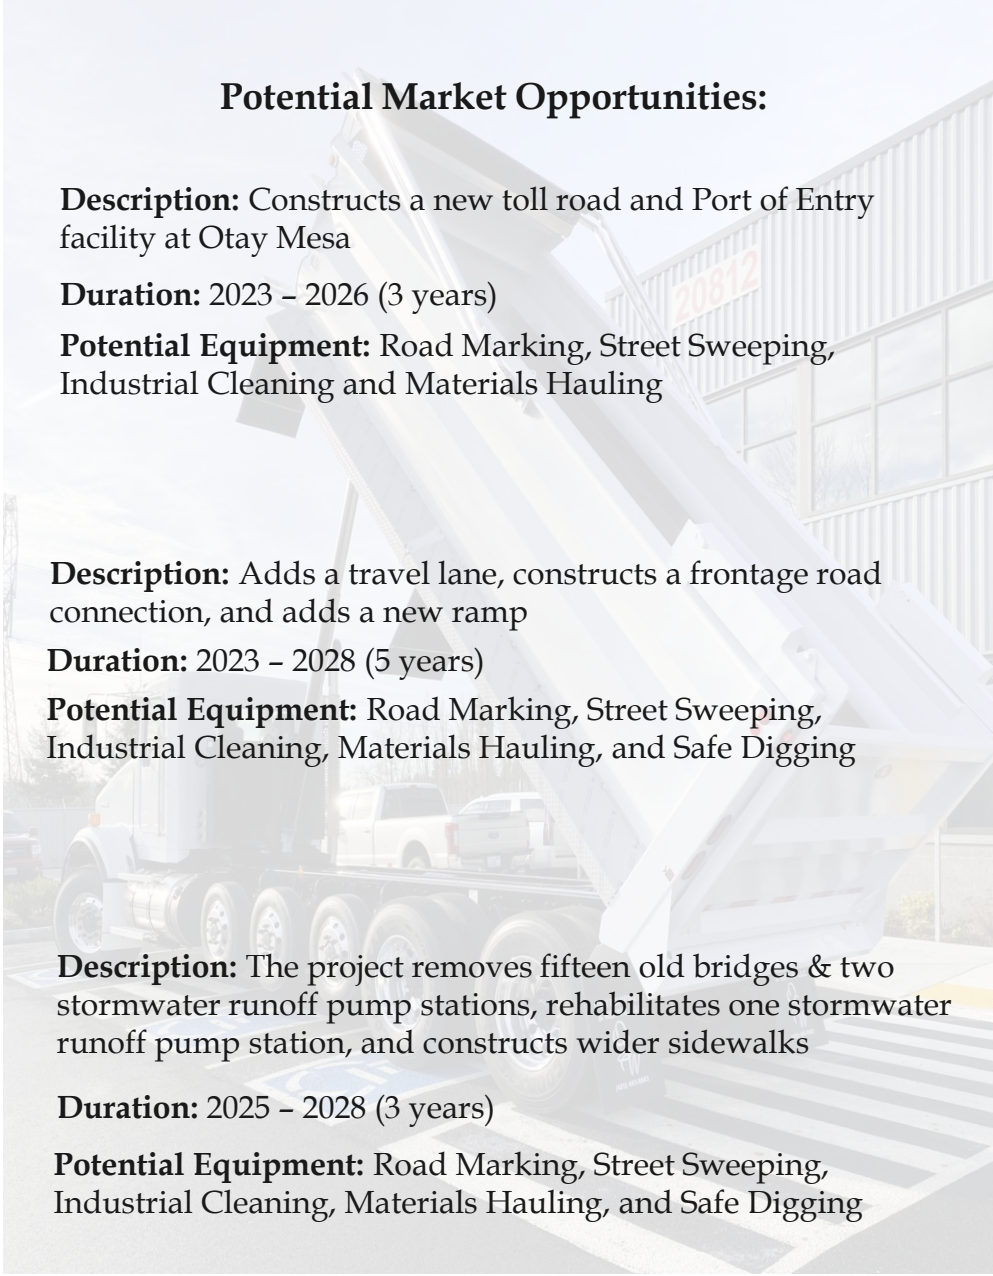 Potential Market Opportunities:
Description: Constructs a new toll road and Port of Entry
facility at Otay Mesa
20812
Duration: 2023 – 2026 (3 years)
Potential Equipment: Road Marking, Street Sweeping,
Industrial Cleaning and Materials Hauling
Description: Adds a travel lane, constructs a frontage road
connection, and adds a new ramp
Duration: 2023 – 2028 (5 years)
Potential Equipment: Road Marking, Street Sweeping,
Industrial Cleaning, Materials Hauling, and Safe Digging
Description: The project removes fifteen old bridges & two
stormwater runoff pump stations, rehabilitates one stormwater
runoff pump station, and constructs wider sidewalks
Duration: 2025 – 2028 (3 years)
Potential Equipment: Road Marking, Street Sweeping,
Industrial Cleaning, Materials Hauling, and Safe Digging